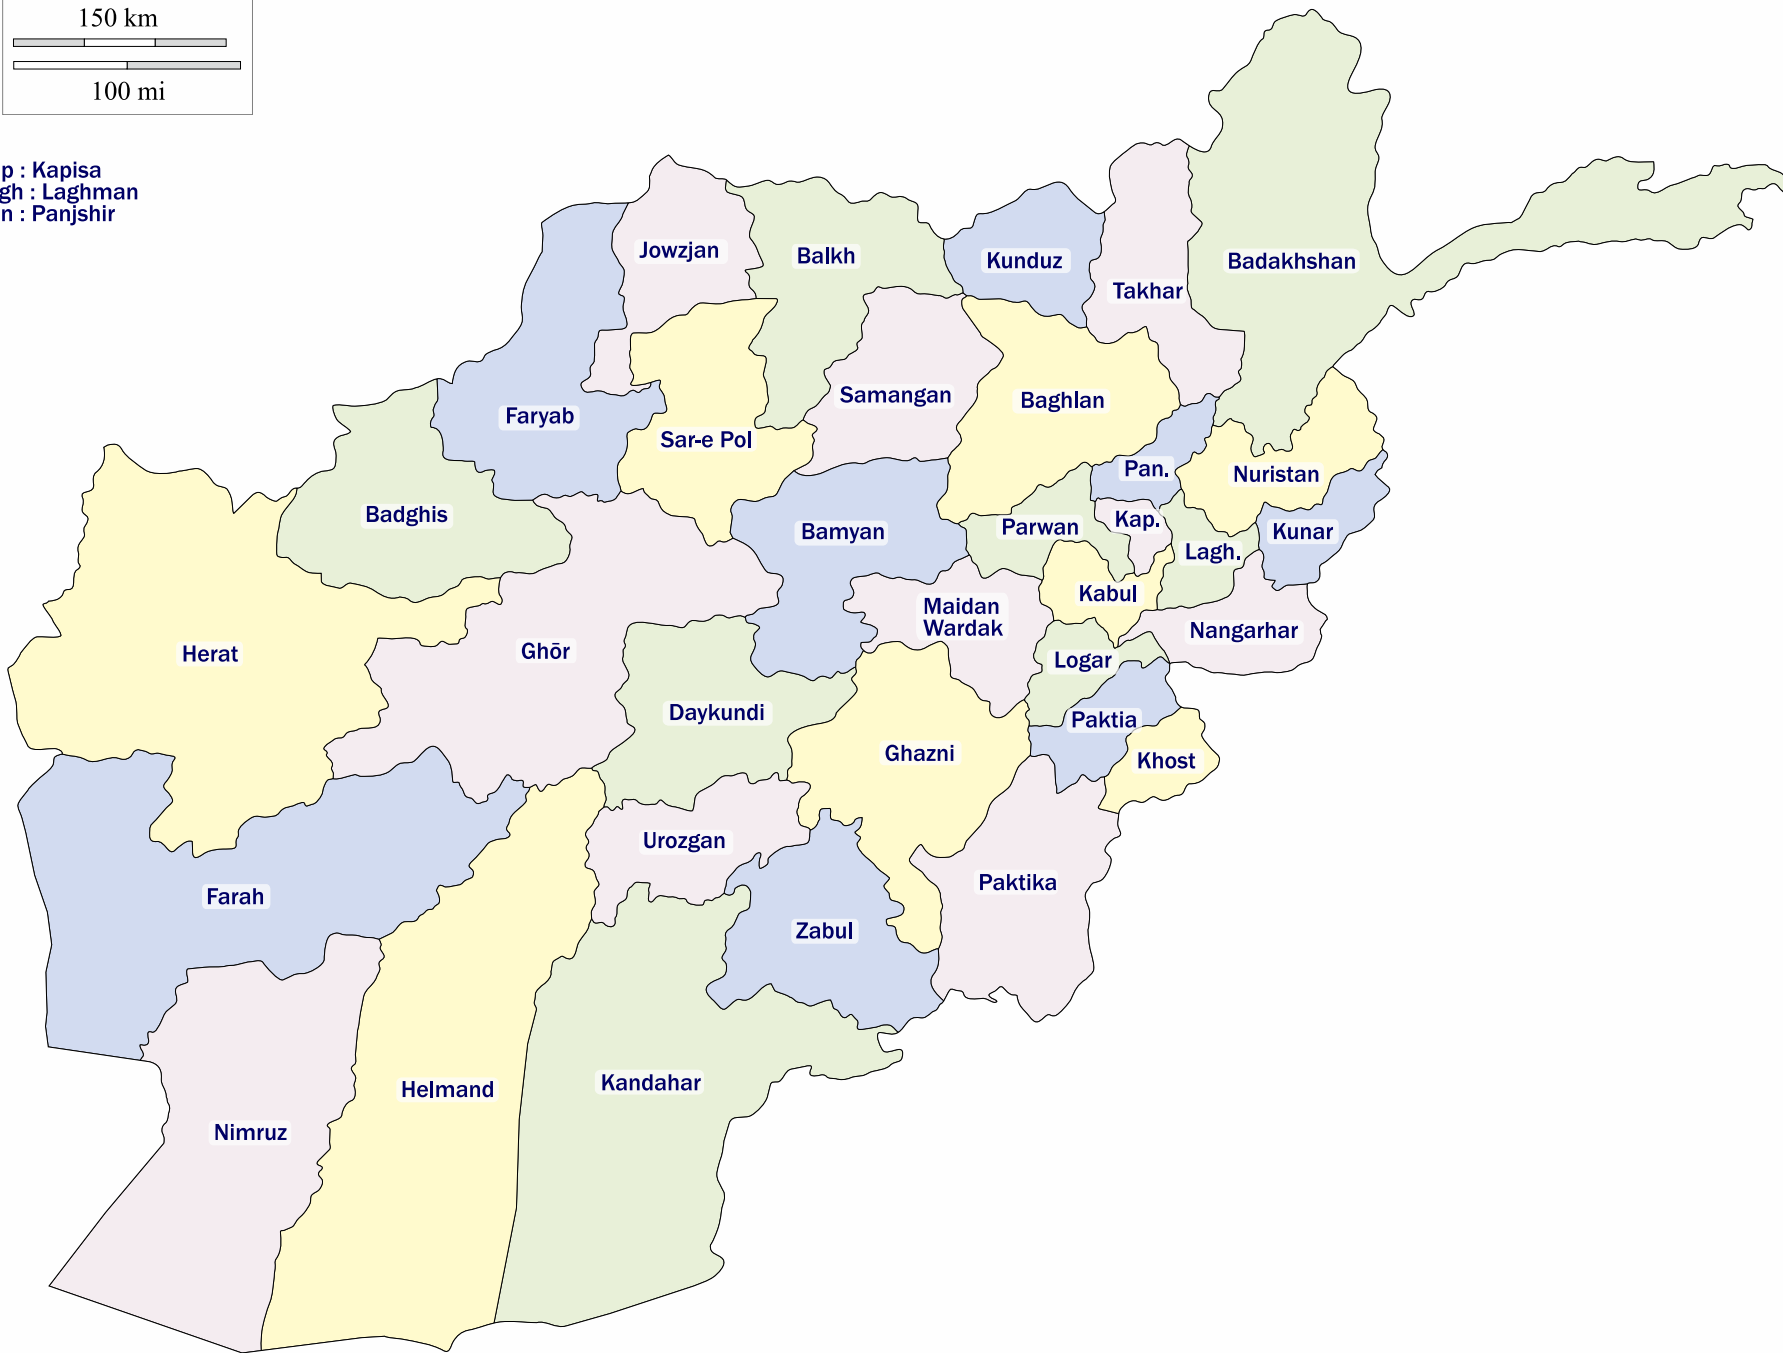 150 km
100 mi
p : Kapisa
gh : Laghman
n : Panjshir
Jowzjan
Balkh
Kunduz
Badakhshan
Takhar
Faryab
Samangan
Baghlan
Sar-e Pol
Pan.
Nuristan
Badghis
Bamyan
Parwan
Kap.
Kunar
Lagh.
Kabul
Maidan
Wardak
Nangarhar
Herat
Ghōr
Logar
Daykundi
Paktia
Ghazni
Khost
Urozgan
Paktika
Farah
Zabul
Helmand
Kandahar
Nimruz